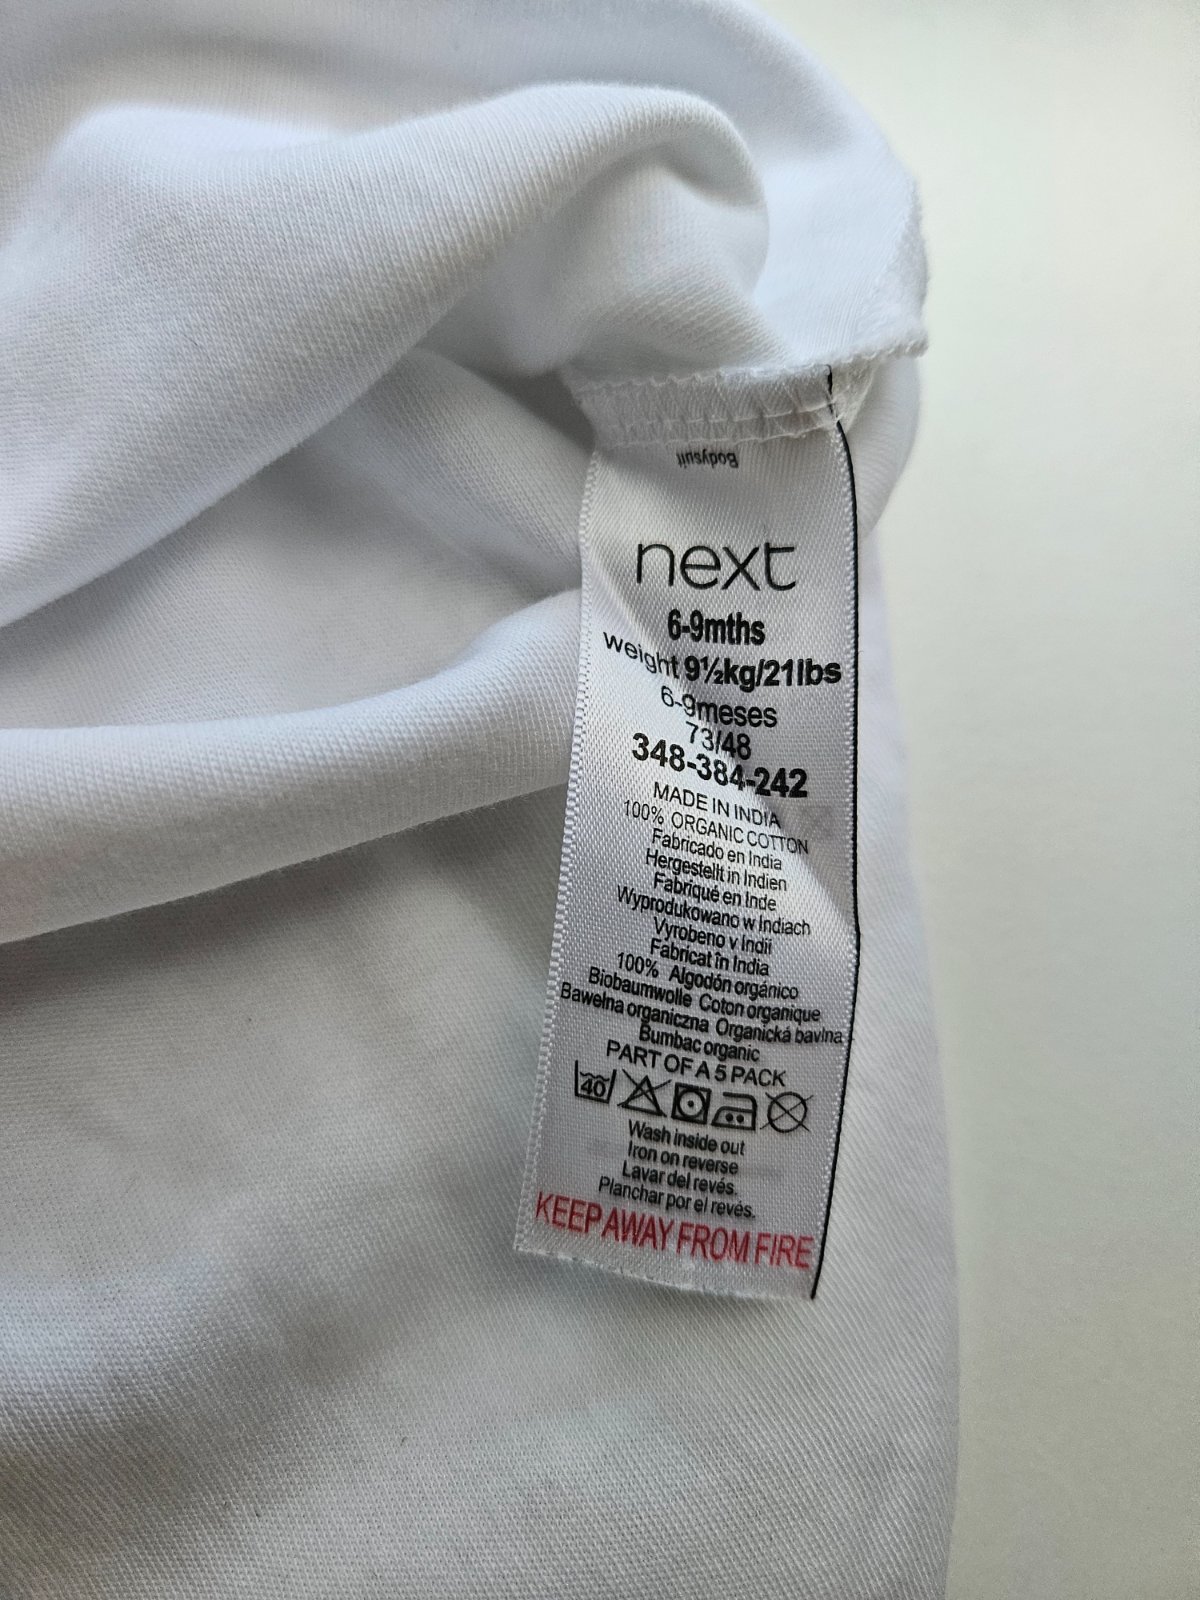 Bodysuit
next
6-9mths
weight 9½kg/21lbs
6-9meses
73/48
348-384-242
MADE IN INDIA
100% ORGANIC COTTON
Fabricado en India
Hergestellt in Indien
Fabriqué en Inde
Wyprodukowano w Indiach
Vyrobeno v Indii
Fabricat în India
100% Algodón orgánico
Biobaumwolle Coton organique
Bawełna organiczna Organická bavlna
Bumbac organic
PART OF A 5 PACK
40
Wash inside out
Iron on reverse
Lavar del revés.
Planchar por el revés.
KEEP AWAY FROM FIRE